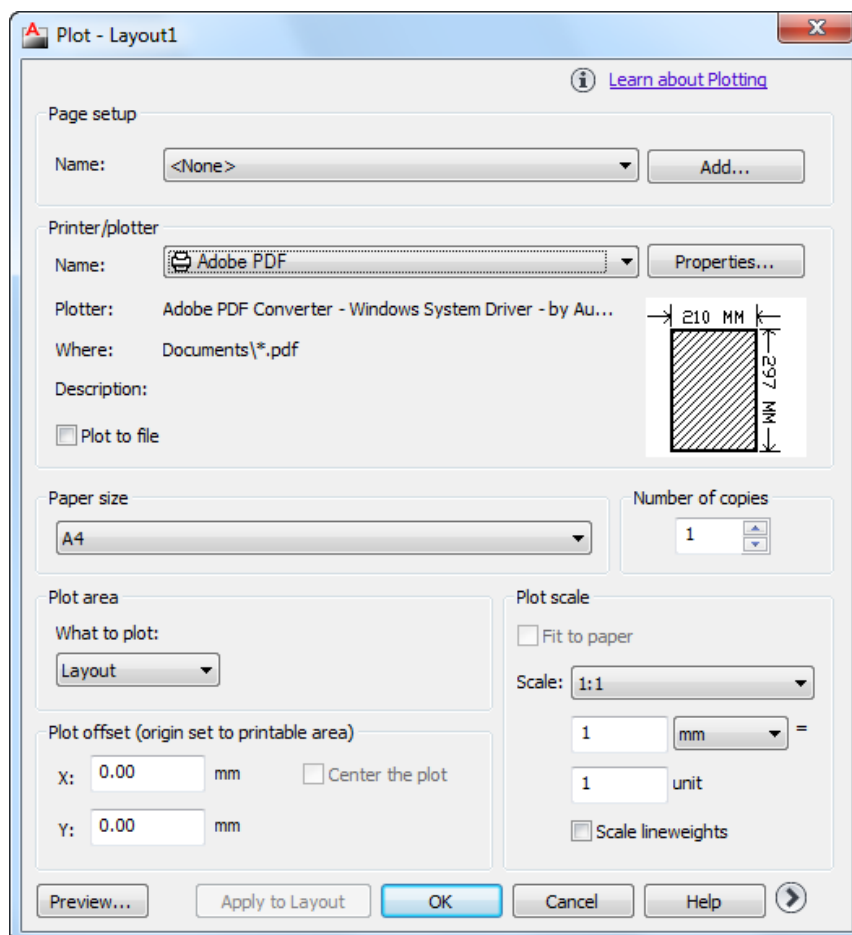 Plot - Layout1
Learn about Plotting
Page setup
Name: <None> Add...
Printer/plotter
Name: Adobe PDF Properties...
Plotter: Adobe PDF Converter - Windows System Driver - by Au...
Where: Documents\*.pdf
Description:
Plot to file
210 MM
297 MM
Paper size
A4
Number of copies
1
Plot area
What to plot:
Layout
Plot offset (origin set to printable area)
X: 0.00 mm Center the plot
Y: 0.00 mm
Plot scale
Fit to paper
Scale: 1:1
1 mm =
1 unit
Scale lineweights
Preview... Apply to Layout OK Cancel Help